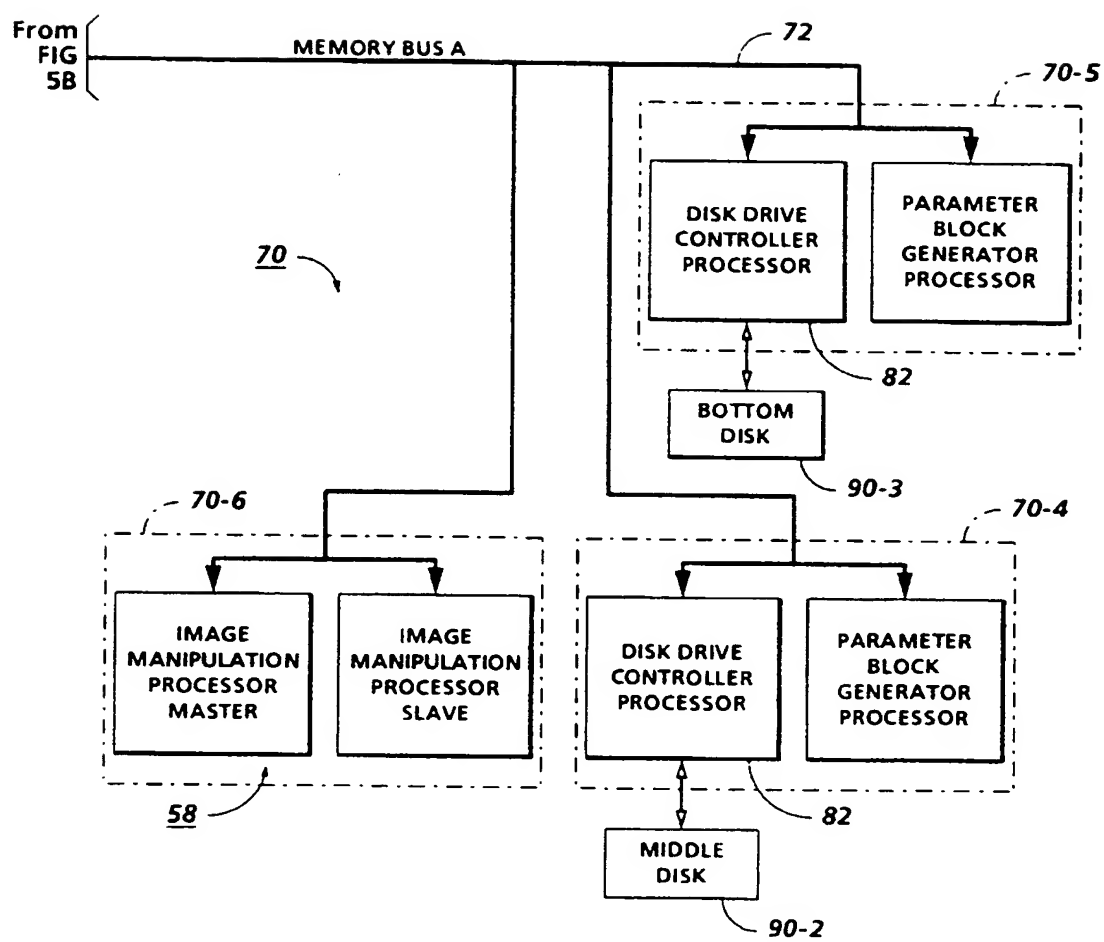 From
FIG
5B
MEMORY BUS A
72
70-5
DISK DRIVE
CONTROLLER
PROCESSOR
PARAMETER
BLOCK
GENERATOR
PROCESSOR
70
82
BOTTOM
DISK
90-3
70-6
70-4
IMAGE
MANIPULATION
PROCESSOR
MASTER
IMAGE
MANIPULATION
PROCESSOR
SLAVE
DISK DRIVE
CONTROLLER
PROCESSOR
PARAMETER
BLOCK
GENERATOR
PROCESSOR
58
82
MIDDLE
DISK
90-2